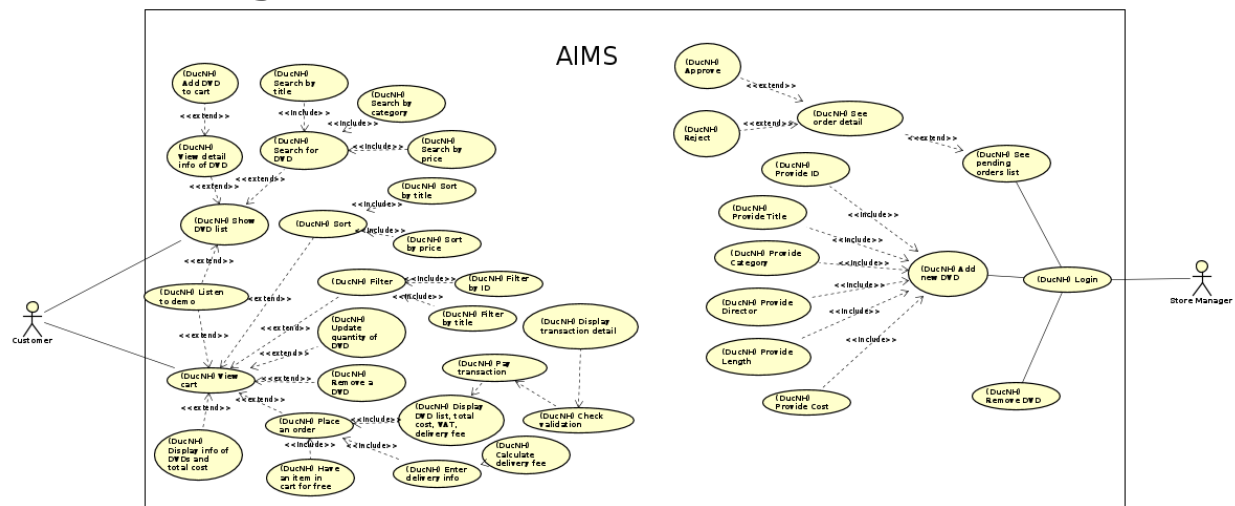 AIMS
(DucNH)
Add DVD
to cart
(DucNH)
Search by
title
(DucNH)
Search by
category
(DucNH)
Approve
<<extend>>
<<extend>>
<<include>>
<<include>>
(DucNH) See
order detail
(DucNH)
Reject
<<extend>>
<<extend>>
(DucNH)
View detail
info of DVD
(DucNH)
Search for
DVD
<<include>>
(DucNH)
Search by
price
(DucNH) See
pending
orders list
(DucNH)
Provide ID
<<extend>>
<<extend>>
(DucNH) Sort
by title
<<include>>
(DucNH) Show
DVD list
(DucNH) Sort
<<include>>
(DucNH) Sort
by price
(DucNH)
Provide Title
<<include>>
<<include>>
(DucNH) Provide
Category
<<include>>
<<extend>>
(DucNH) Filter
<<include>>
(DucNH) Filter
by ID
(DucNH) Add
new DVD
(DucNH) Login
Store Manager
(DucNH) Listen
to demo
<<extend>>
<<include>>
(DucNH) Filter
by title
(DucNH) Display
transaction detail
(DucNH) Provide
Director
<<include>>
Customer
<<extend>>
<<extend>>
(DucNH)
Update
quantity of
DVD
<<extend>>
(DucNH) Provide
Length
<<include>>
<<include>>
(DucNH) View
cart
<<extend>>
(DucNH)
Remove a
DVD
(DucNH) Pay
transaction
(DucNH)
Provide Cost
(DucNH)
Remove DVD
<<extend>>
<<extend>>
(DucNH) Place
an order
<<include>>
(DucNH) Display
DVD list, total
cost, VAT,
delivery fee
(DucNH) Check
validation
(DucNH)
Display info of
DVDs and
total cost
<<include>>
<<include>>
(DucNH) Have
an item in
cart for free
(DucNH) Enter
delivery info
(DucNH)
Calculate
delivery fee